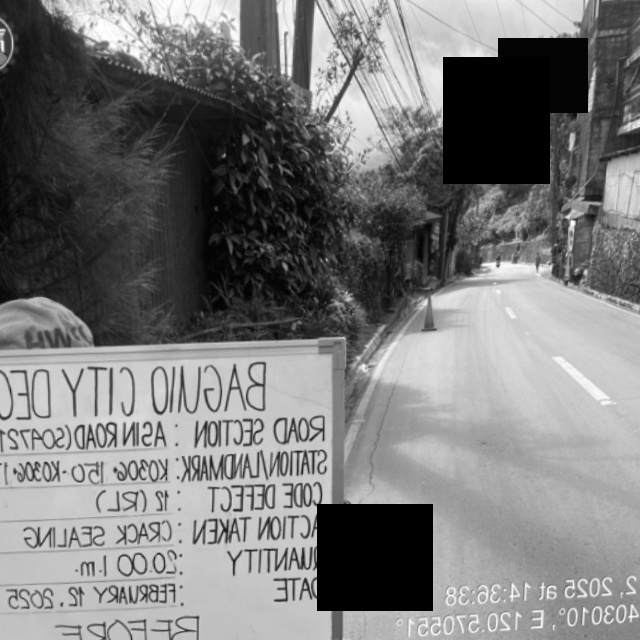 HWY
BAGUIO CITY DEO
ROAD SECTION : ASIN ROAD (S04721
STATION/LANDMARK: K0306+150-K0306+1
CODE DEFECT : 12 (RL)
ACTION TAKEN : CRACK SEALING
QUANTITY : 20.00 l.m.
DATE : FEBRUARY 12, 2025
BEFORE
2, 2025 at 14:36:38
403010°, E 120.570551°